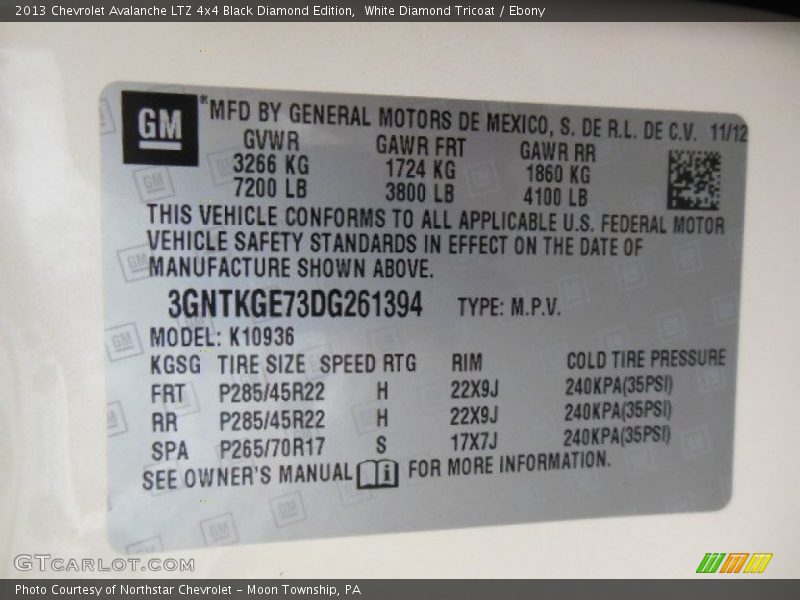 2013 Chevrolet Avalanche LTZ 4x4 Black Diamond Edition,  White Diamond Tricoat / Ebony
GM
*MFD BY GENERAL MOTORS DE MEXICO, S. DE R.L. DE C.V. 11/12
GVWR GAWR FRT GAWR RR
3266 KG 1724 KG 1860 KG
7200 LB 3800 LB 4100 LB
THIS VEHICLE CONFORMS TO ALL APPLICABLE U.S. FEDERAL MOTOR
VEHICLE SAFETY STANDARDS IN EFFECT ON THE DATE OF
MANUFACTURE SHOWN ABOVE.
3GNTKGE73DG261394 TYPE: M.P.V.
MODEL: K10936
KGSG TIRE SIZE SPEED RTG RIM COLD TIRE PRESSURE
FRT P285/45R22 H 22X9J 240KPA(35PSI)
RR P285/45R22 H 22X9J 240KPA(35PSI)
SPA P265/70R17 S 17X7J 240KPA(35PSI)
SEE OWNER'S MANUAL i FOR MORE INFORMATION.
GTCARLOT.COM
Photo Courtesy of Northstar Chevrolet – Moon Township, PA